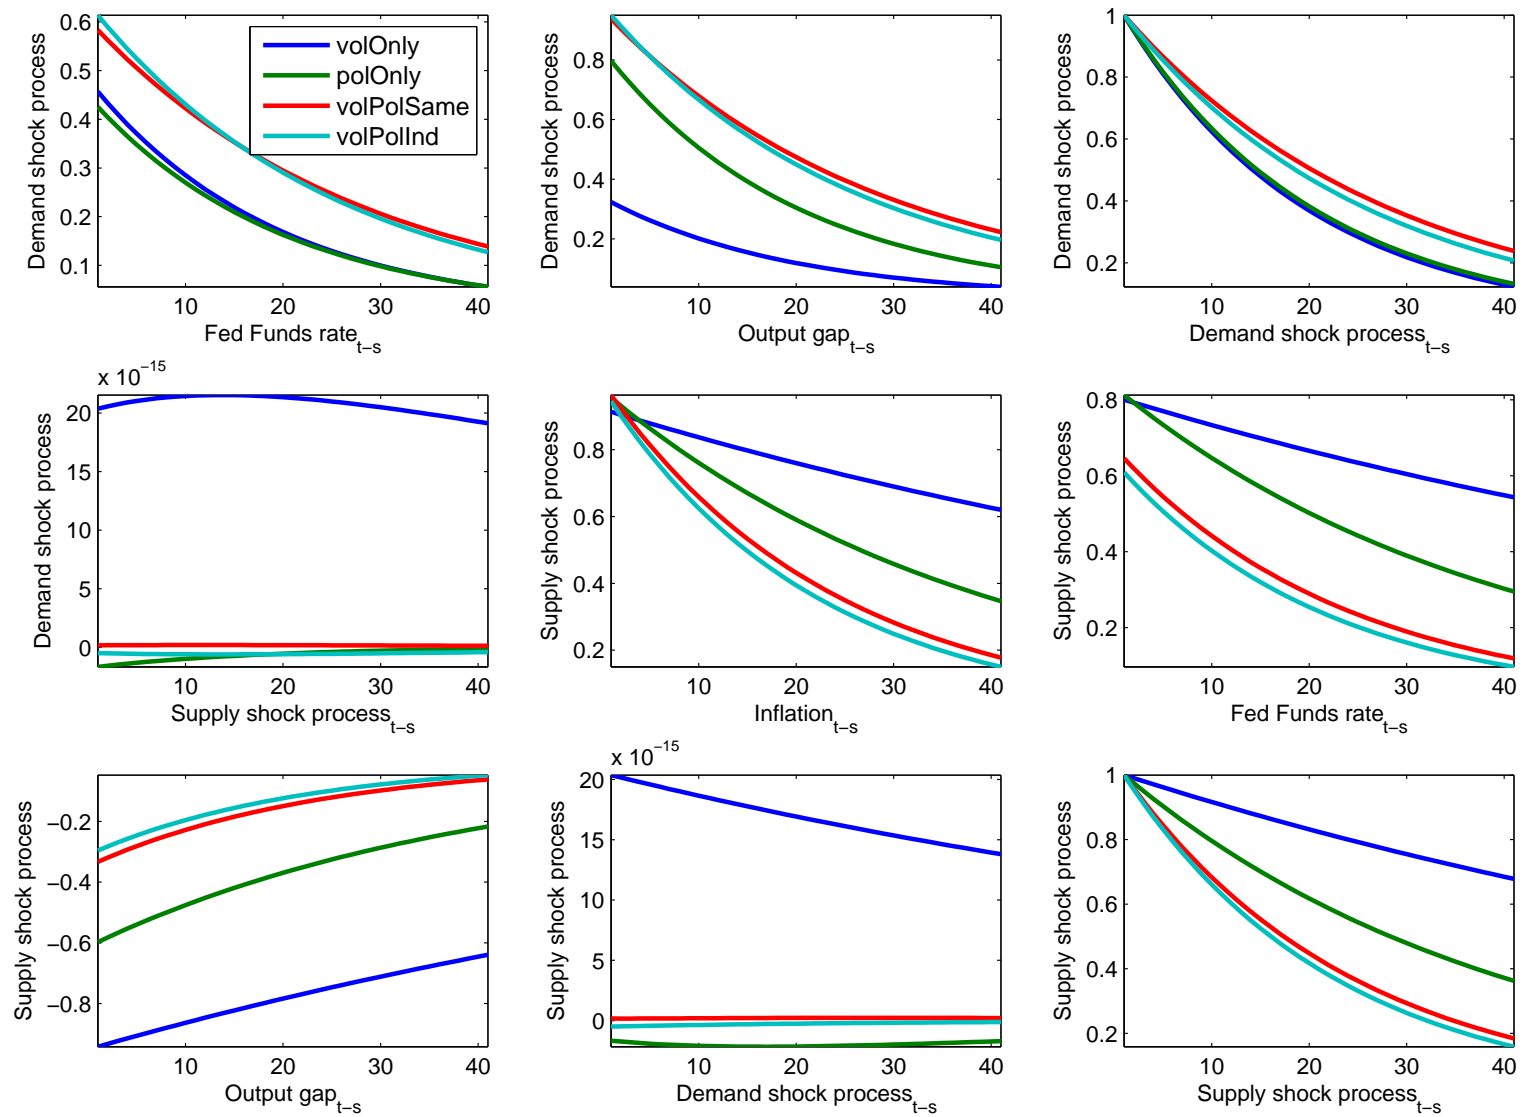 0.6
0.5
0.4
0.3
0.2
0.1
10 20 30 40
Demand shock process
Fed Funds rate t−s
volOnly
polOnly
volPolSame
volPolInd
0.8
0.6
0.4
0.2
10 20 30 40
Demand shock process
Output gap t−s
1
0.8
0.6
0.4
0.2
10 20 30 40
Demand shock process
Demand shock process t−s
x 10 −15
20
15
10
5
0
10 20 30 40
Demand shock process
Supply shock process t−s
0.8
0.6
0.4
0.2
10 20 30 40
Supply shock process
Inflation t−s
0.8
0.6
0.4
0.2
10 20 30 40
Supply shock process
Fed Funds rate t−s
−0.2
−0.4
−0.6
−0.8
10 20 30 40
Supply shock process
Output gap t−s
x 10 −15
20
15
10
5
0
10 20 30 40
Supply shock process
Demand shock process t−s
1
0.8
0.6
0.4
0.2
10 20 30 40
Supply shock process
Supply shock process t−s